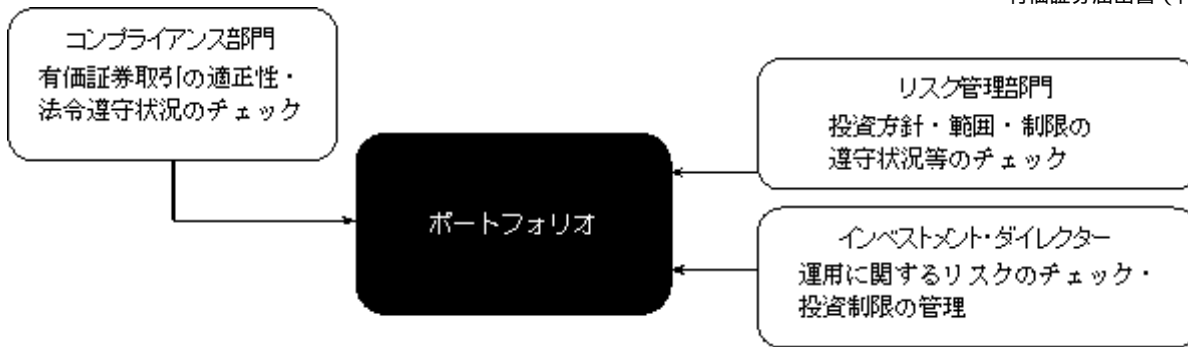 コンプライアンス部門
有価証券取引の適正性・
法令遵守状況のチェック
リスク管理部門
投資方針・範囲・制限の
遵守状況等のチェック
ポートフォリオ
インベストメント・ダイレクター
運用に関するリスクのチェック・
投資制限の管理